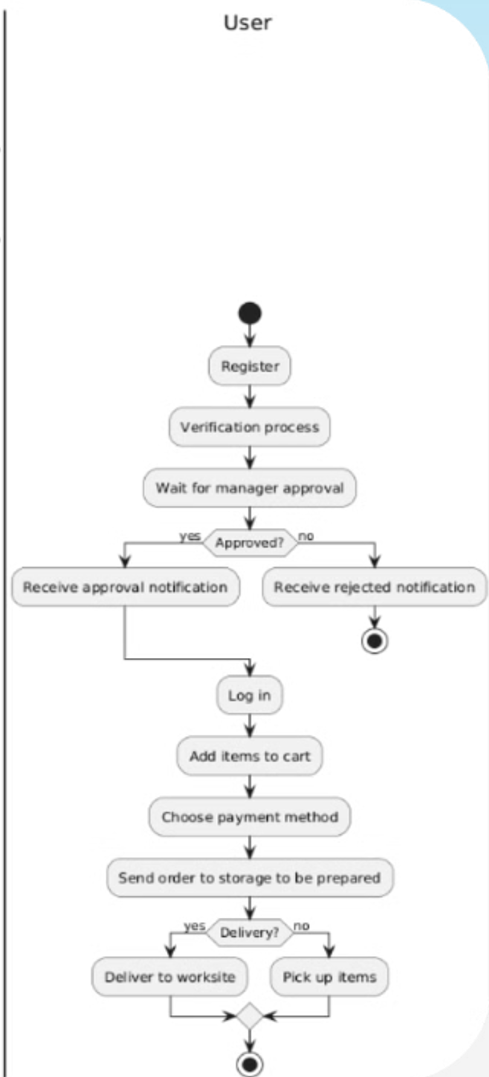 User
Register
Verification process
Wait for manager approval
yes
Approved?
no
Receive approval notification
Receive rejected notification
Log in
Add items to cart
Choose payment method
Send order to storage to be prepared
yes
Delivery?
no
Deliver to worksite
Pick up items